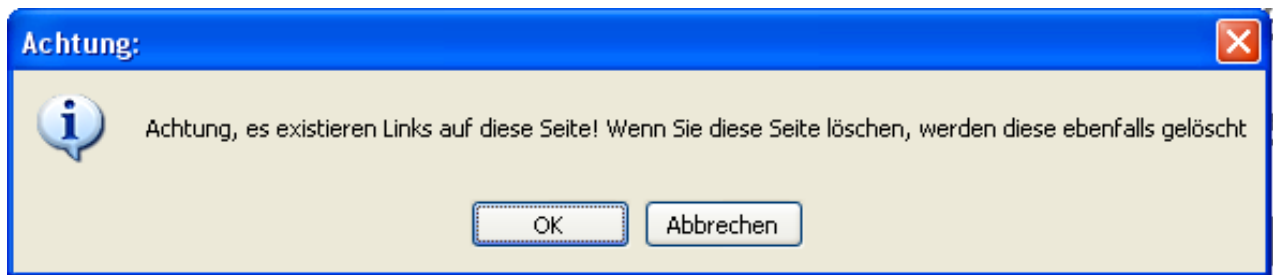 Achtung:
Achtung, es existieren Links auf diese Seite! Wenn Sie diese Seite löschen, werden diese ebenfalls gelöscht
OK
Abbrechen